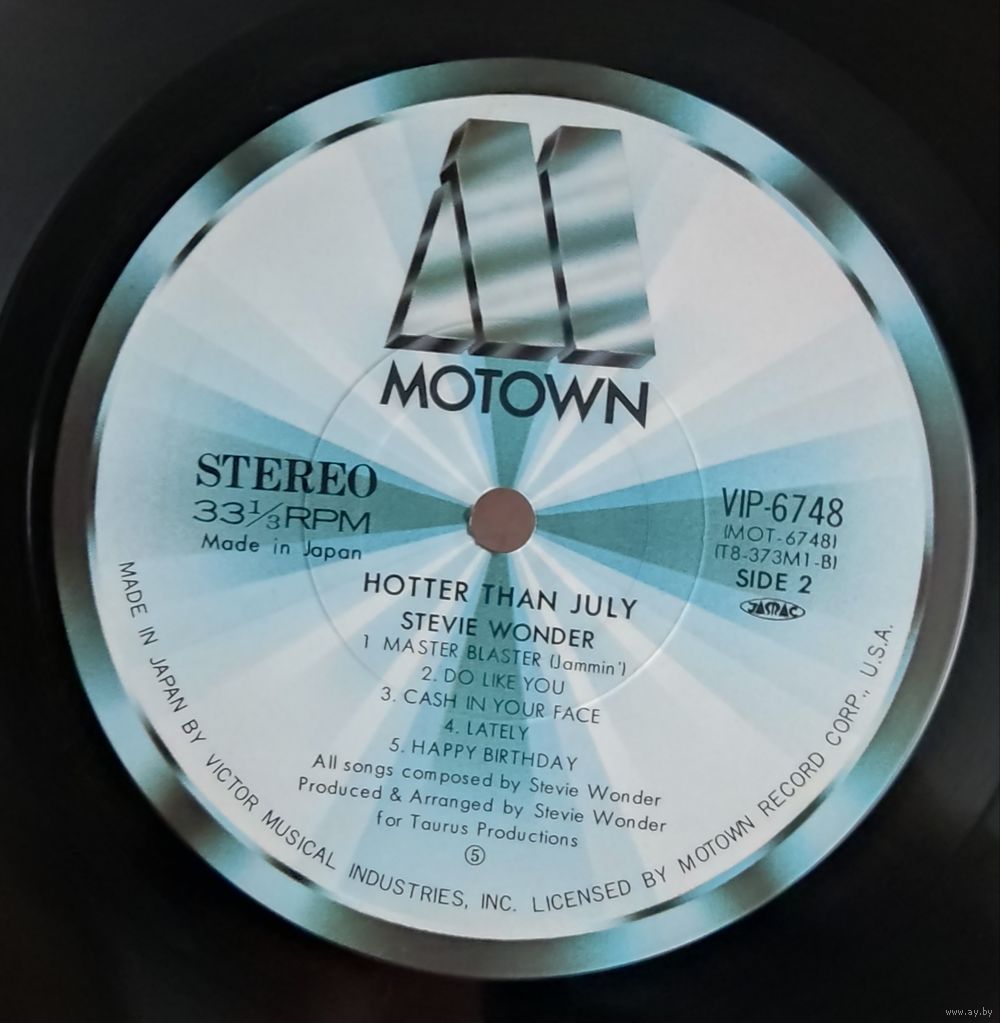 MOTOWN
STEREO
33⅓RPM
Made in Japan
VIP-6748
(MOT-6748)
(T8-373M1-B)
SIDE 2
JASRAC
HOTTER THAN JULY
STEVIE WONDER
1 MASTER BLASTER (Jammin')
2. DO LIKE YOU
3. CASH IN YOUR FACE
4. LATELY
5. HAPPY BIRTHDAY
All songs composed by Stevie Wonder
Produced & Arranged by Stevie Wonder
for Taurus Productions
⑤
MADE IN JAPAN BY VICTOR MUSICAL INDUSTRIES, INC. LICENSED BY MOTOWN RECORD CORP., U.S.A.
www.ay.by